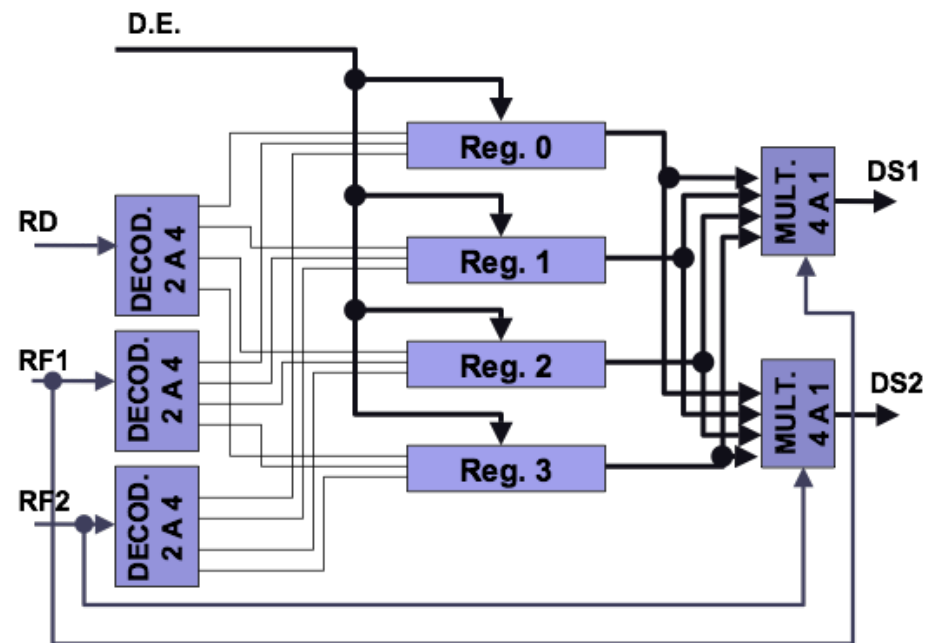 D.E.
Reg. 0
Reg. 1
Reg. 2
Reg. 3
RD
DECOD.
2 A 4
RF1
DECOD.
2 A 4
RF2
DECOD.
2 A 4
MULT.
4 A 1
DS1
MULT.
4 A 1
DS2